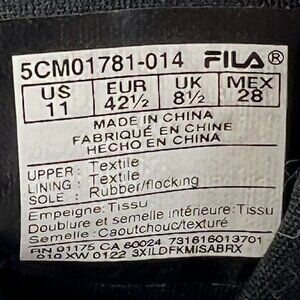 5CM01781-014 FILA®
US EUR UK MEX
11 42½ 8½ 28
MADE IN CHINA
FABRIQUÉ EN CHINE
HECHO EN CHINA
UPPER : Textile
LINING : Textile
SOLE : Rubber/flocking
Empeigne: Tissu
Doublure et semelle intérieure: Tissu
Semelle : Caoutchouc/texturé
RN 91175 CA 60024 731616013701
010 XW 0122 3XILDFKMISABRX